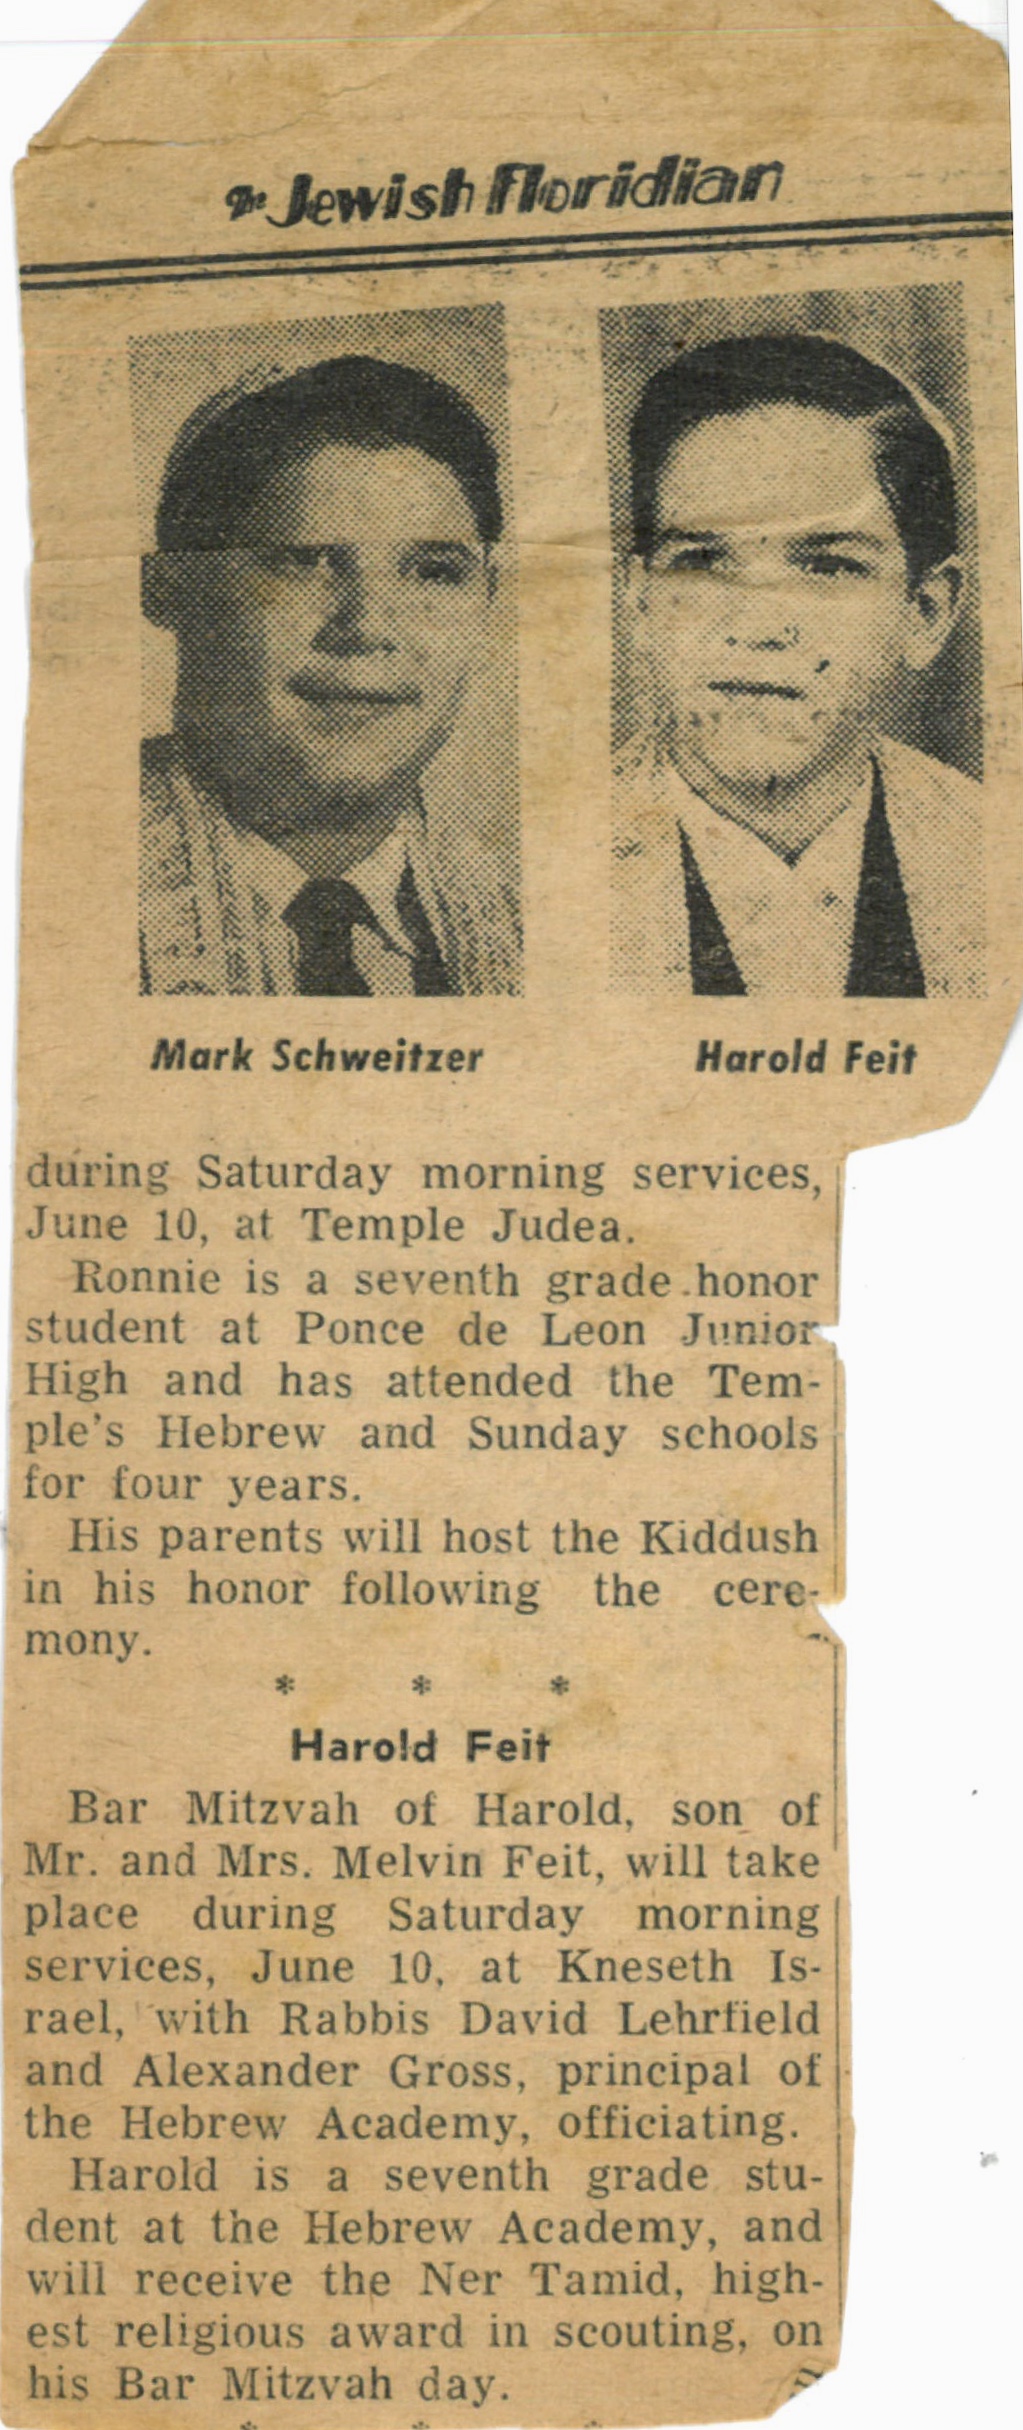 The Jewish Floridian
Mark Schweitzer
Harold Feit
during Saturday morning services,
June 10, at Temple Judea.
Ronnie is a seventh grade honor
student at Ponce de Leon Junior
High and has attended the Tem-
ple's Hebrew and Sunday schools
for four years.
His parents will host the Kiddush
in his honor following the cere-
mony.
* * *
Harold Feit
Bar Mitzvah of Harold, son of
Mr. and Mrs. Melvin Feit, will take
place during Saturday morning
services, June 10, at Kneseth Is-
rael, with Rabbis David Lehrfield
and Alexander Gross, principal of
the Hebrew Academy, officiating.
Harold is a seventh grade stu-
dent at the Hebrew Academy, and
will receive the Ner Tamid, high-
est religious award in scouting, on
his Bar Mitzvah day.
* * *